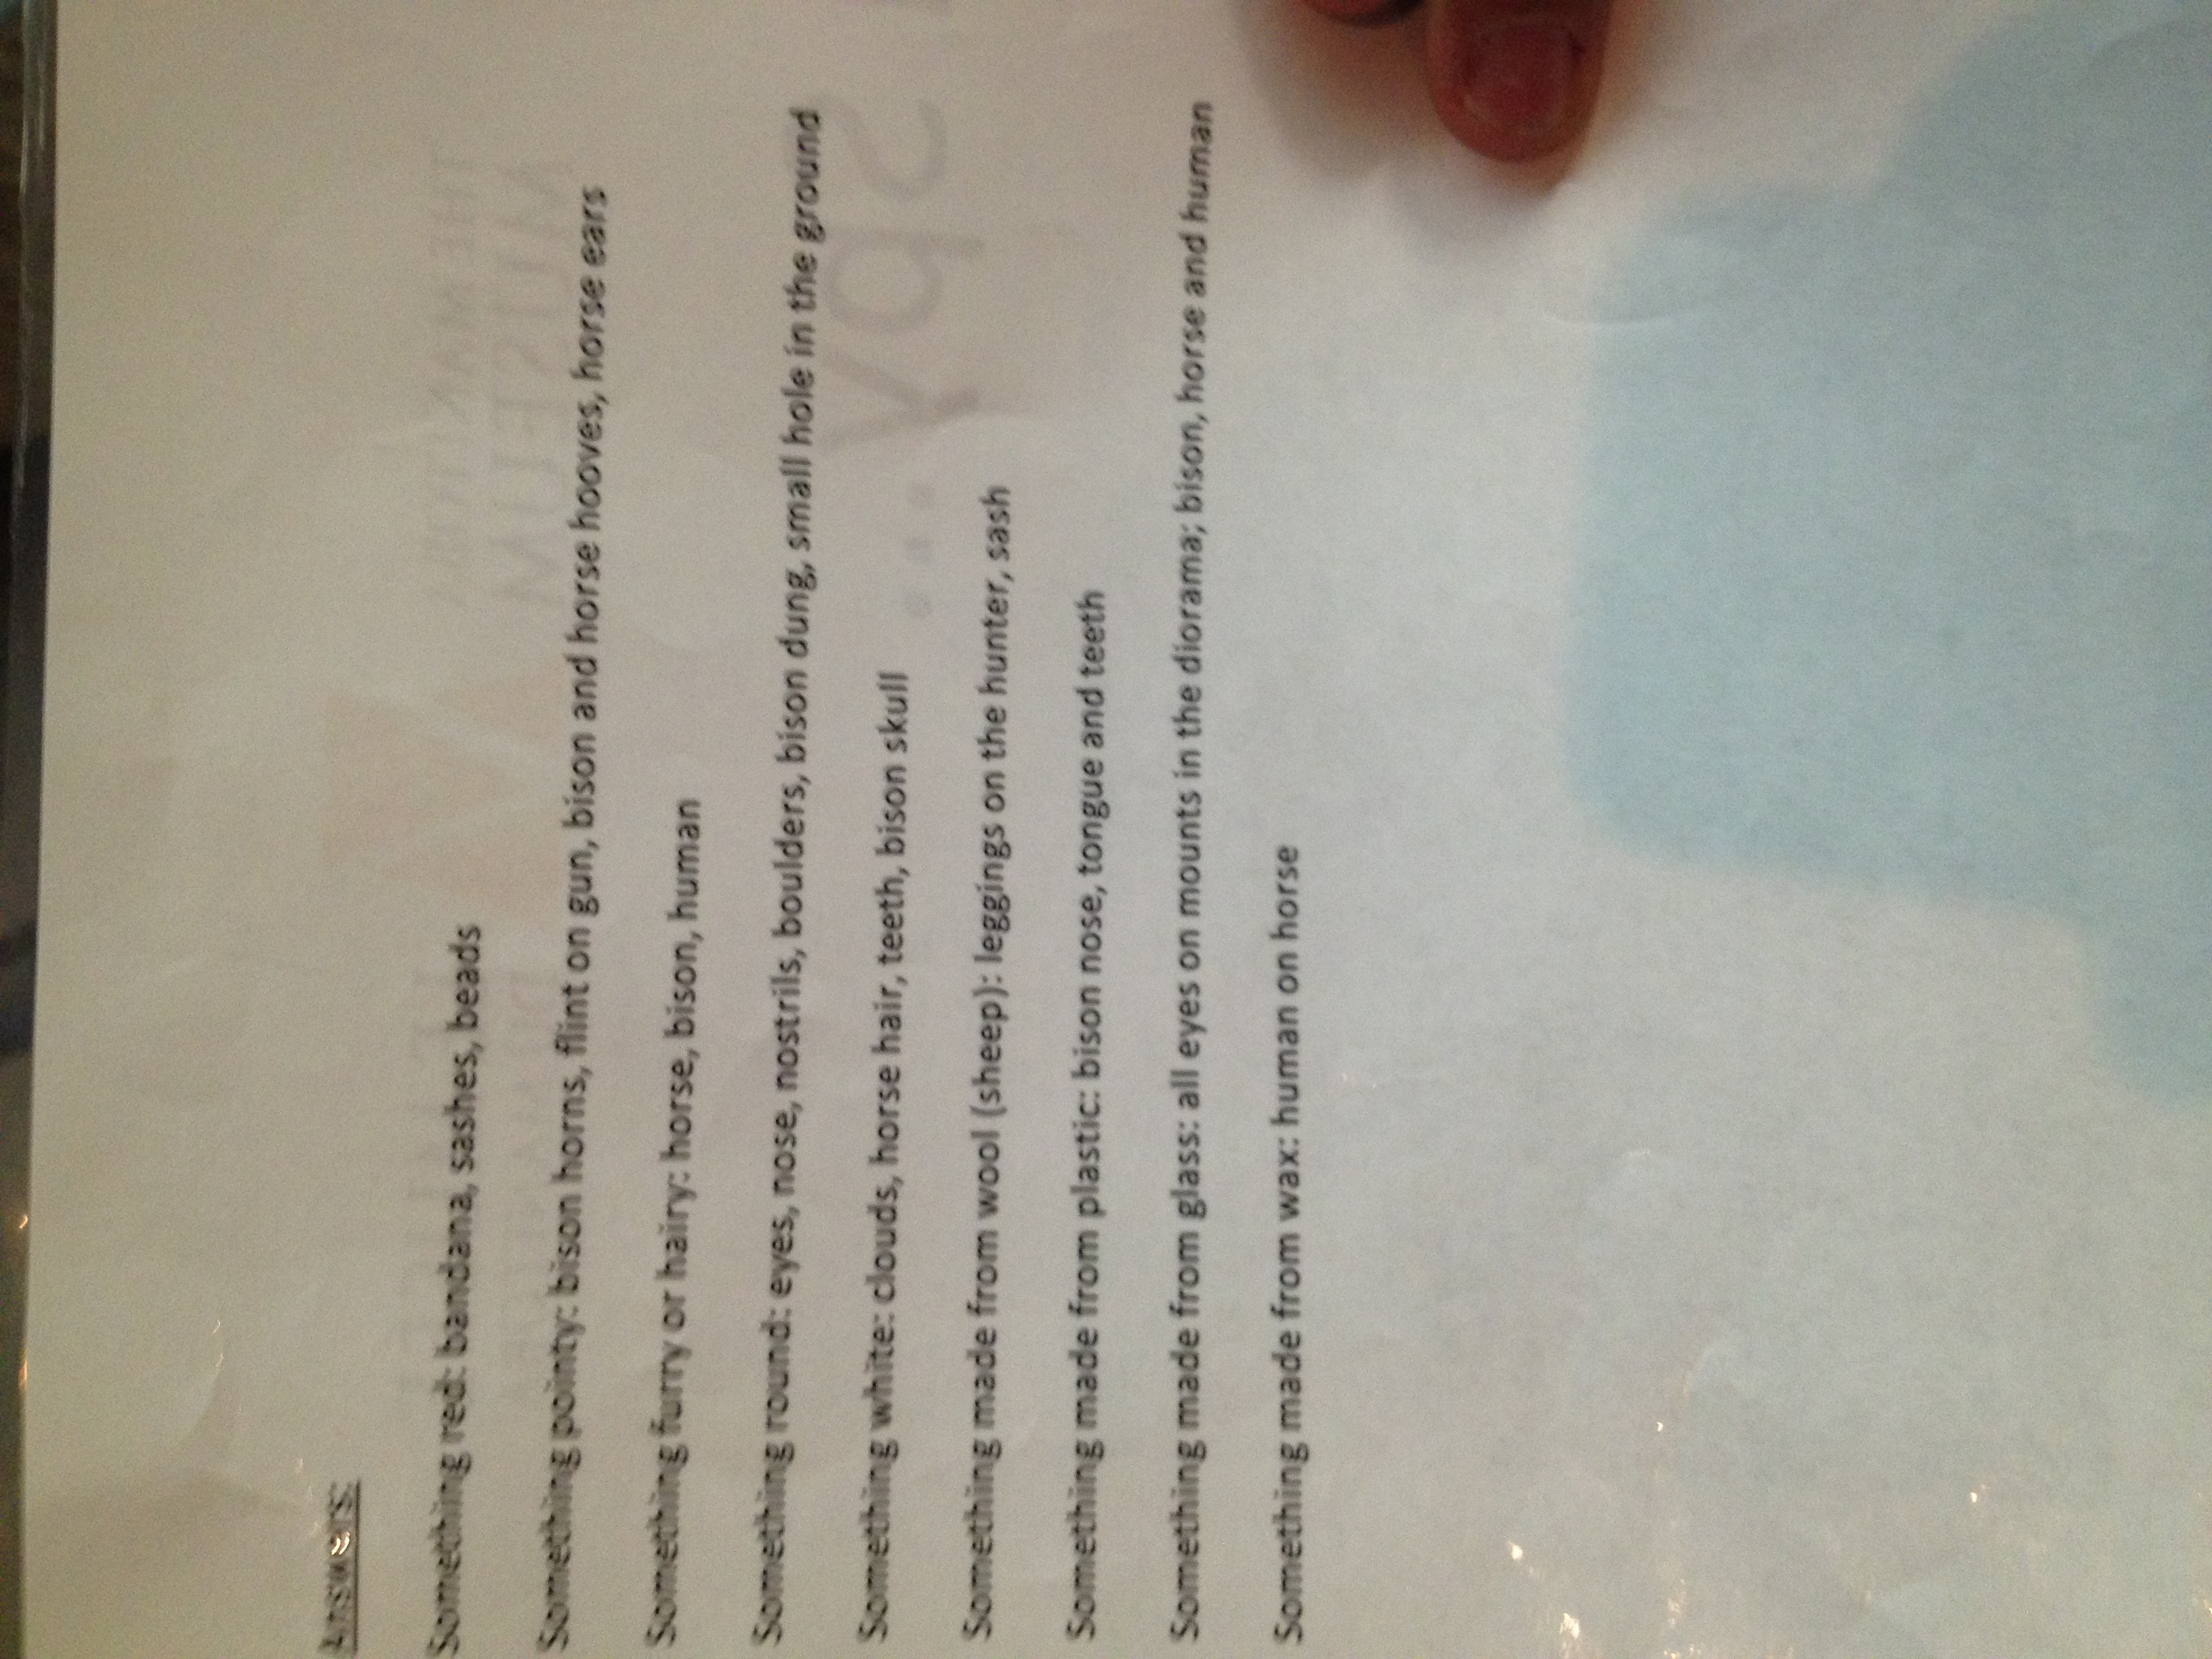 Answers:
Something red: bandana, sashes, beads
Something pointy: bison horns, flint on gun, bison and horse hooves, horse ears
Something furry or hairy: horse, bison, human
Something round: eyes, nose, nostrils, boulders, bison dung, small hole in the ground
Something white: clouds, horse hair, teeth, bison skull
Something made from wool (sheep): leggings on the hunter, sash
Something made from plastic: bison nose, tongue and teeth
Something made from glass: all eyes on mounts in the diorama; bison, horse and human
Something made from wax: human on horse